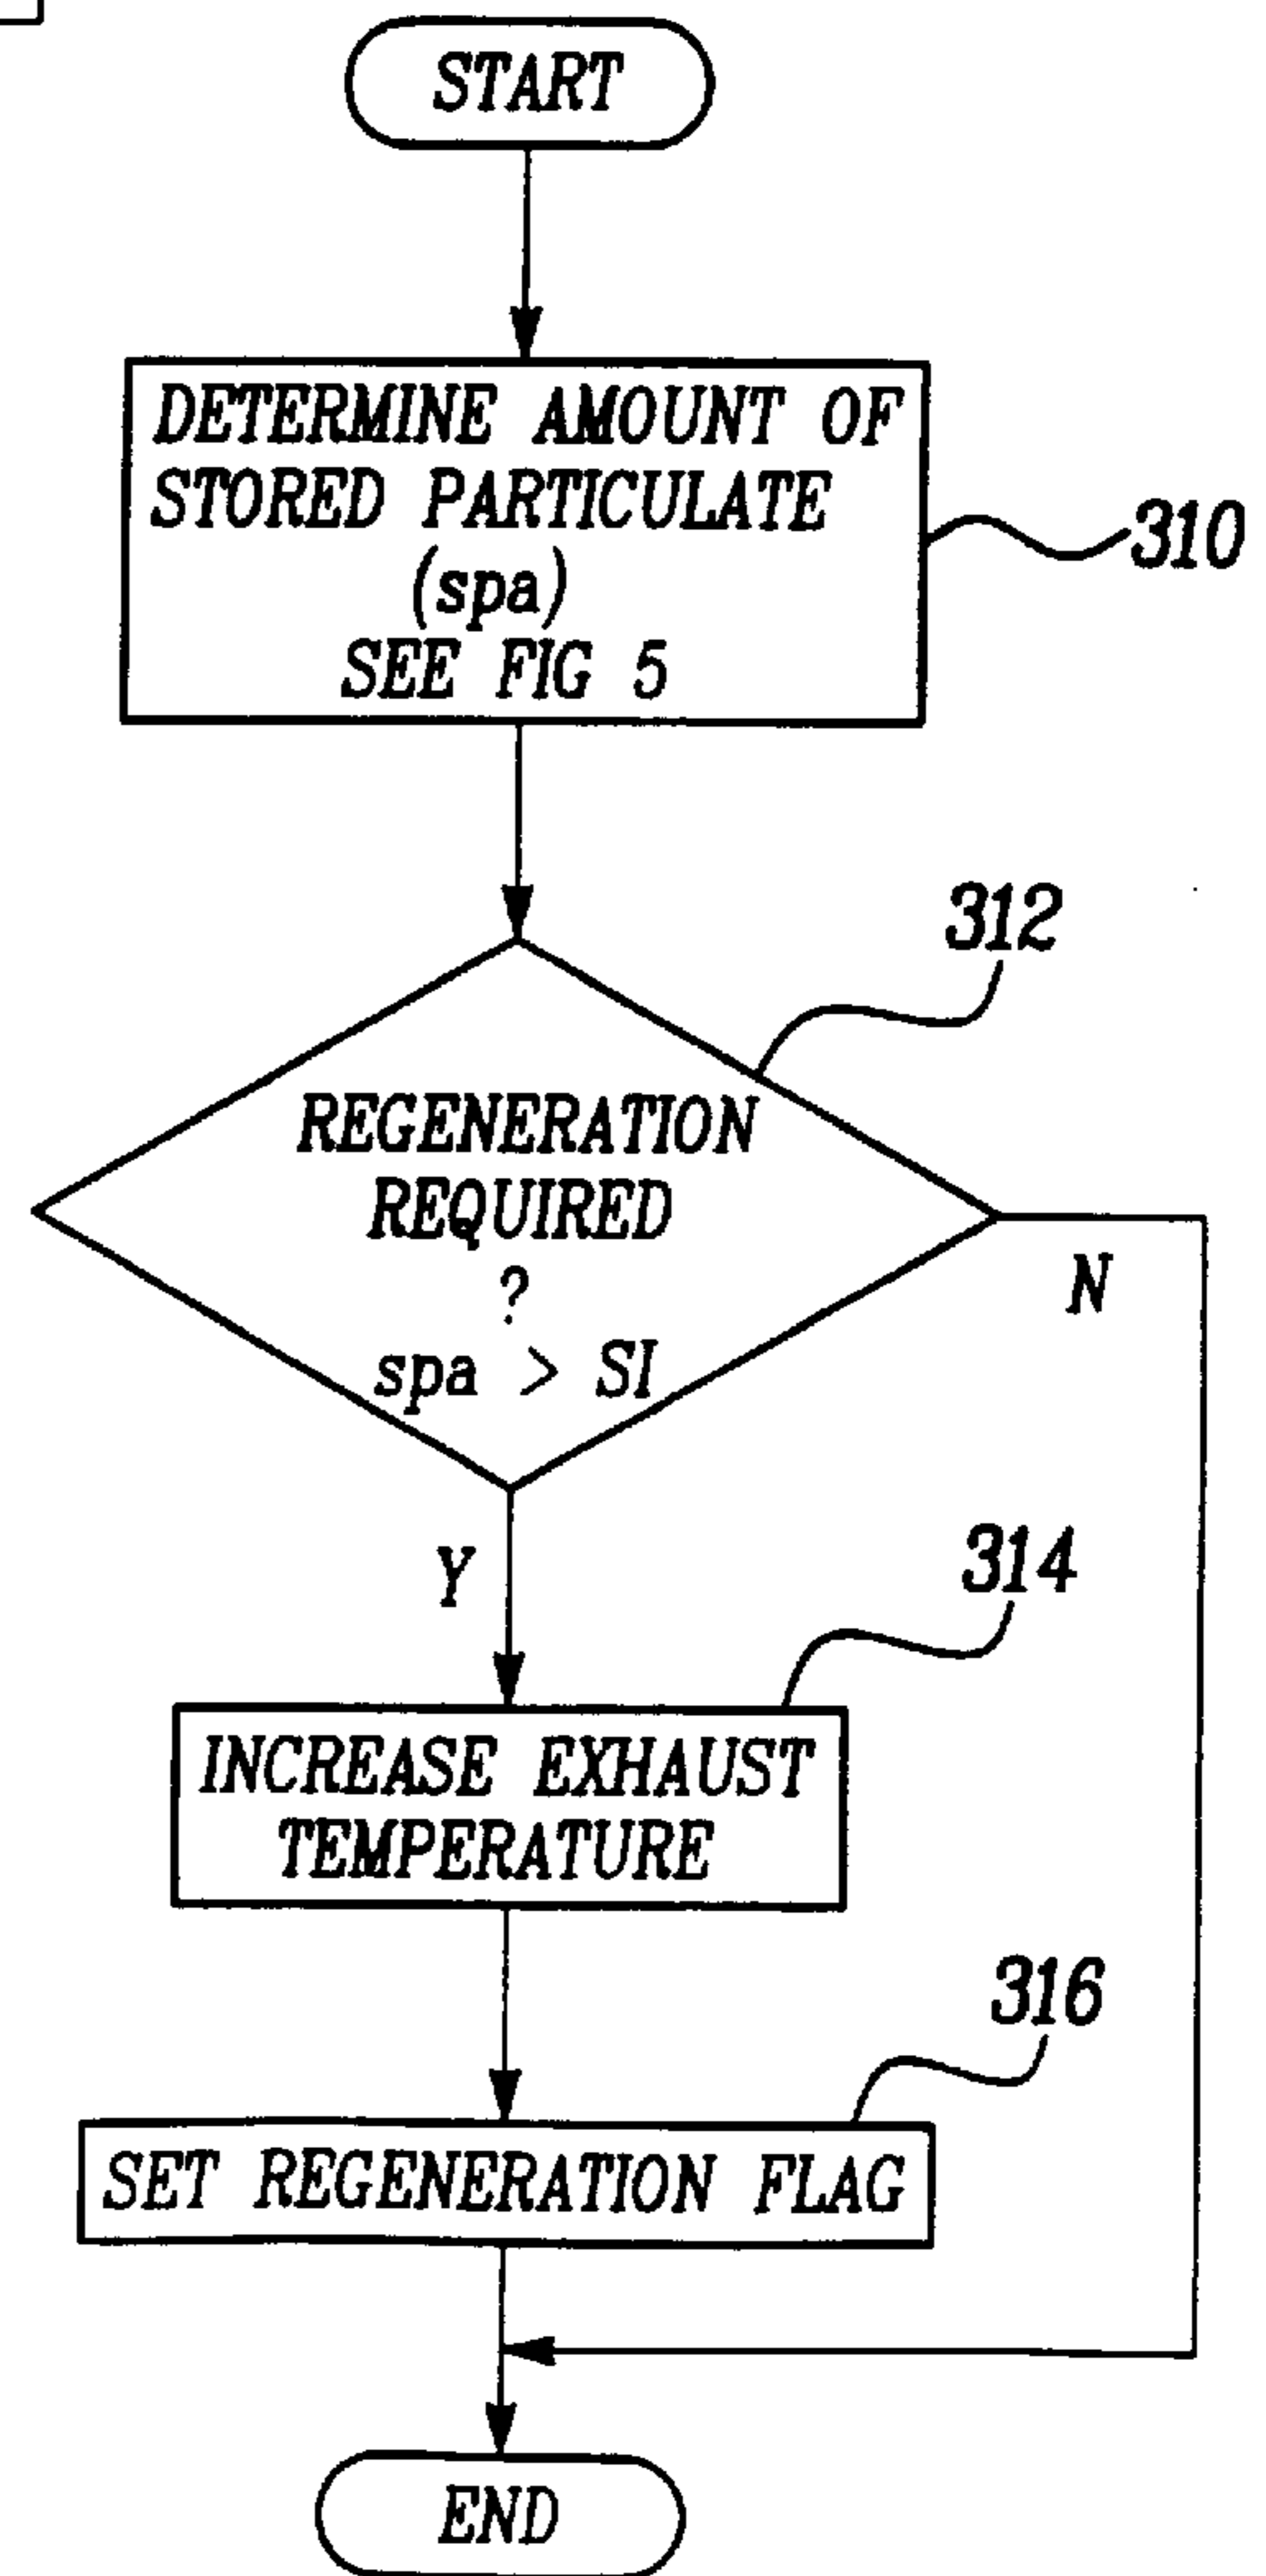 START
DETERMINE AMOUNT OF
STORED PARTICULATE
(spa)
SEE FIG 5
310
312
REGENERATION
REQUIRED
?
spa > SI
N
Y
314
INCREASE EXHAUST
TEMPERATURE
316
SET REGENERATION FLAG
END